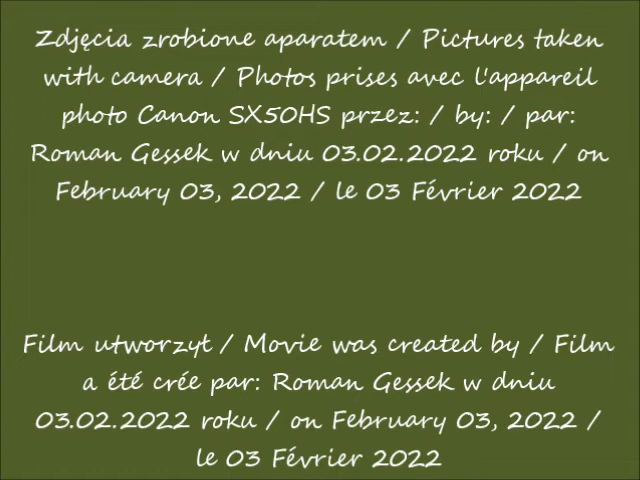 Zdjęcia zrobione aparatem / Pictures taken
with camera / Photos prises avec l'appareil
photo Canon SX50HS przez: / by: / par:
Roman Gessek w dniu 03.02.2022 roku / on
February 03, 2022 / le 03 Février 2022
Film utworzył / Movie was created by / Film
a été crée par: Roman Gessek w dniu
03.02.2022 roku / on February 03, 2022 /
le 03 Février 2022